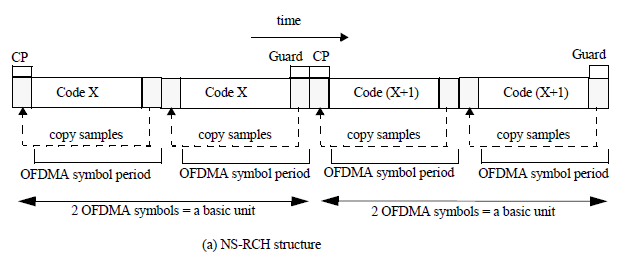 time
CP
Guard
CP
Guard
Code X
Code X
Code (X+1)
Code (X+1)
copy samples
copy samples
copy samples
copy samples
OFDMA symbol period
OFDMA symbol period
OFDMA symbol period
OFDMA symbol period
2 OFDMA symbols = a basic unit
2 OFDMA symbols = a basic unit
(a) NS-RCH structure